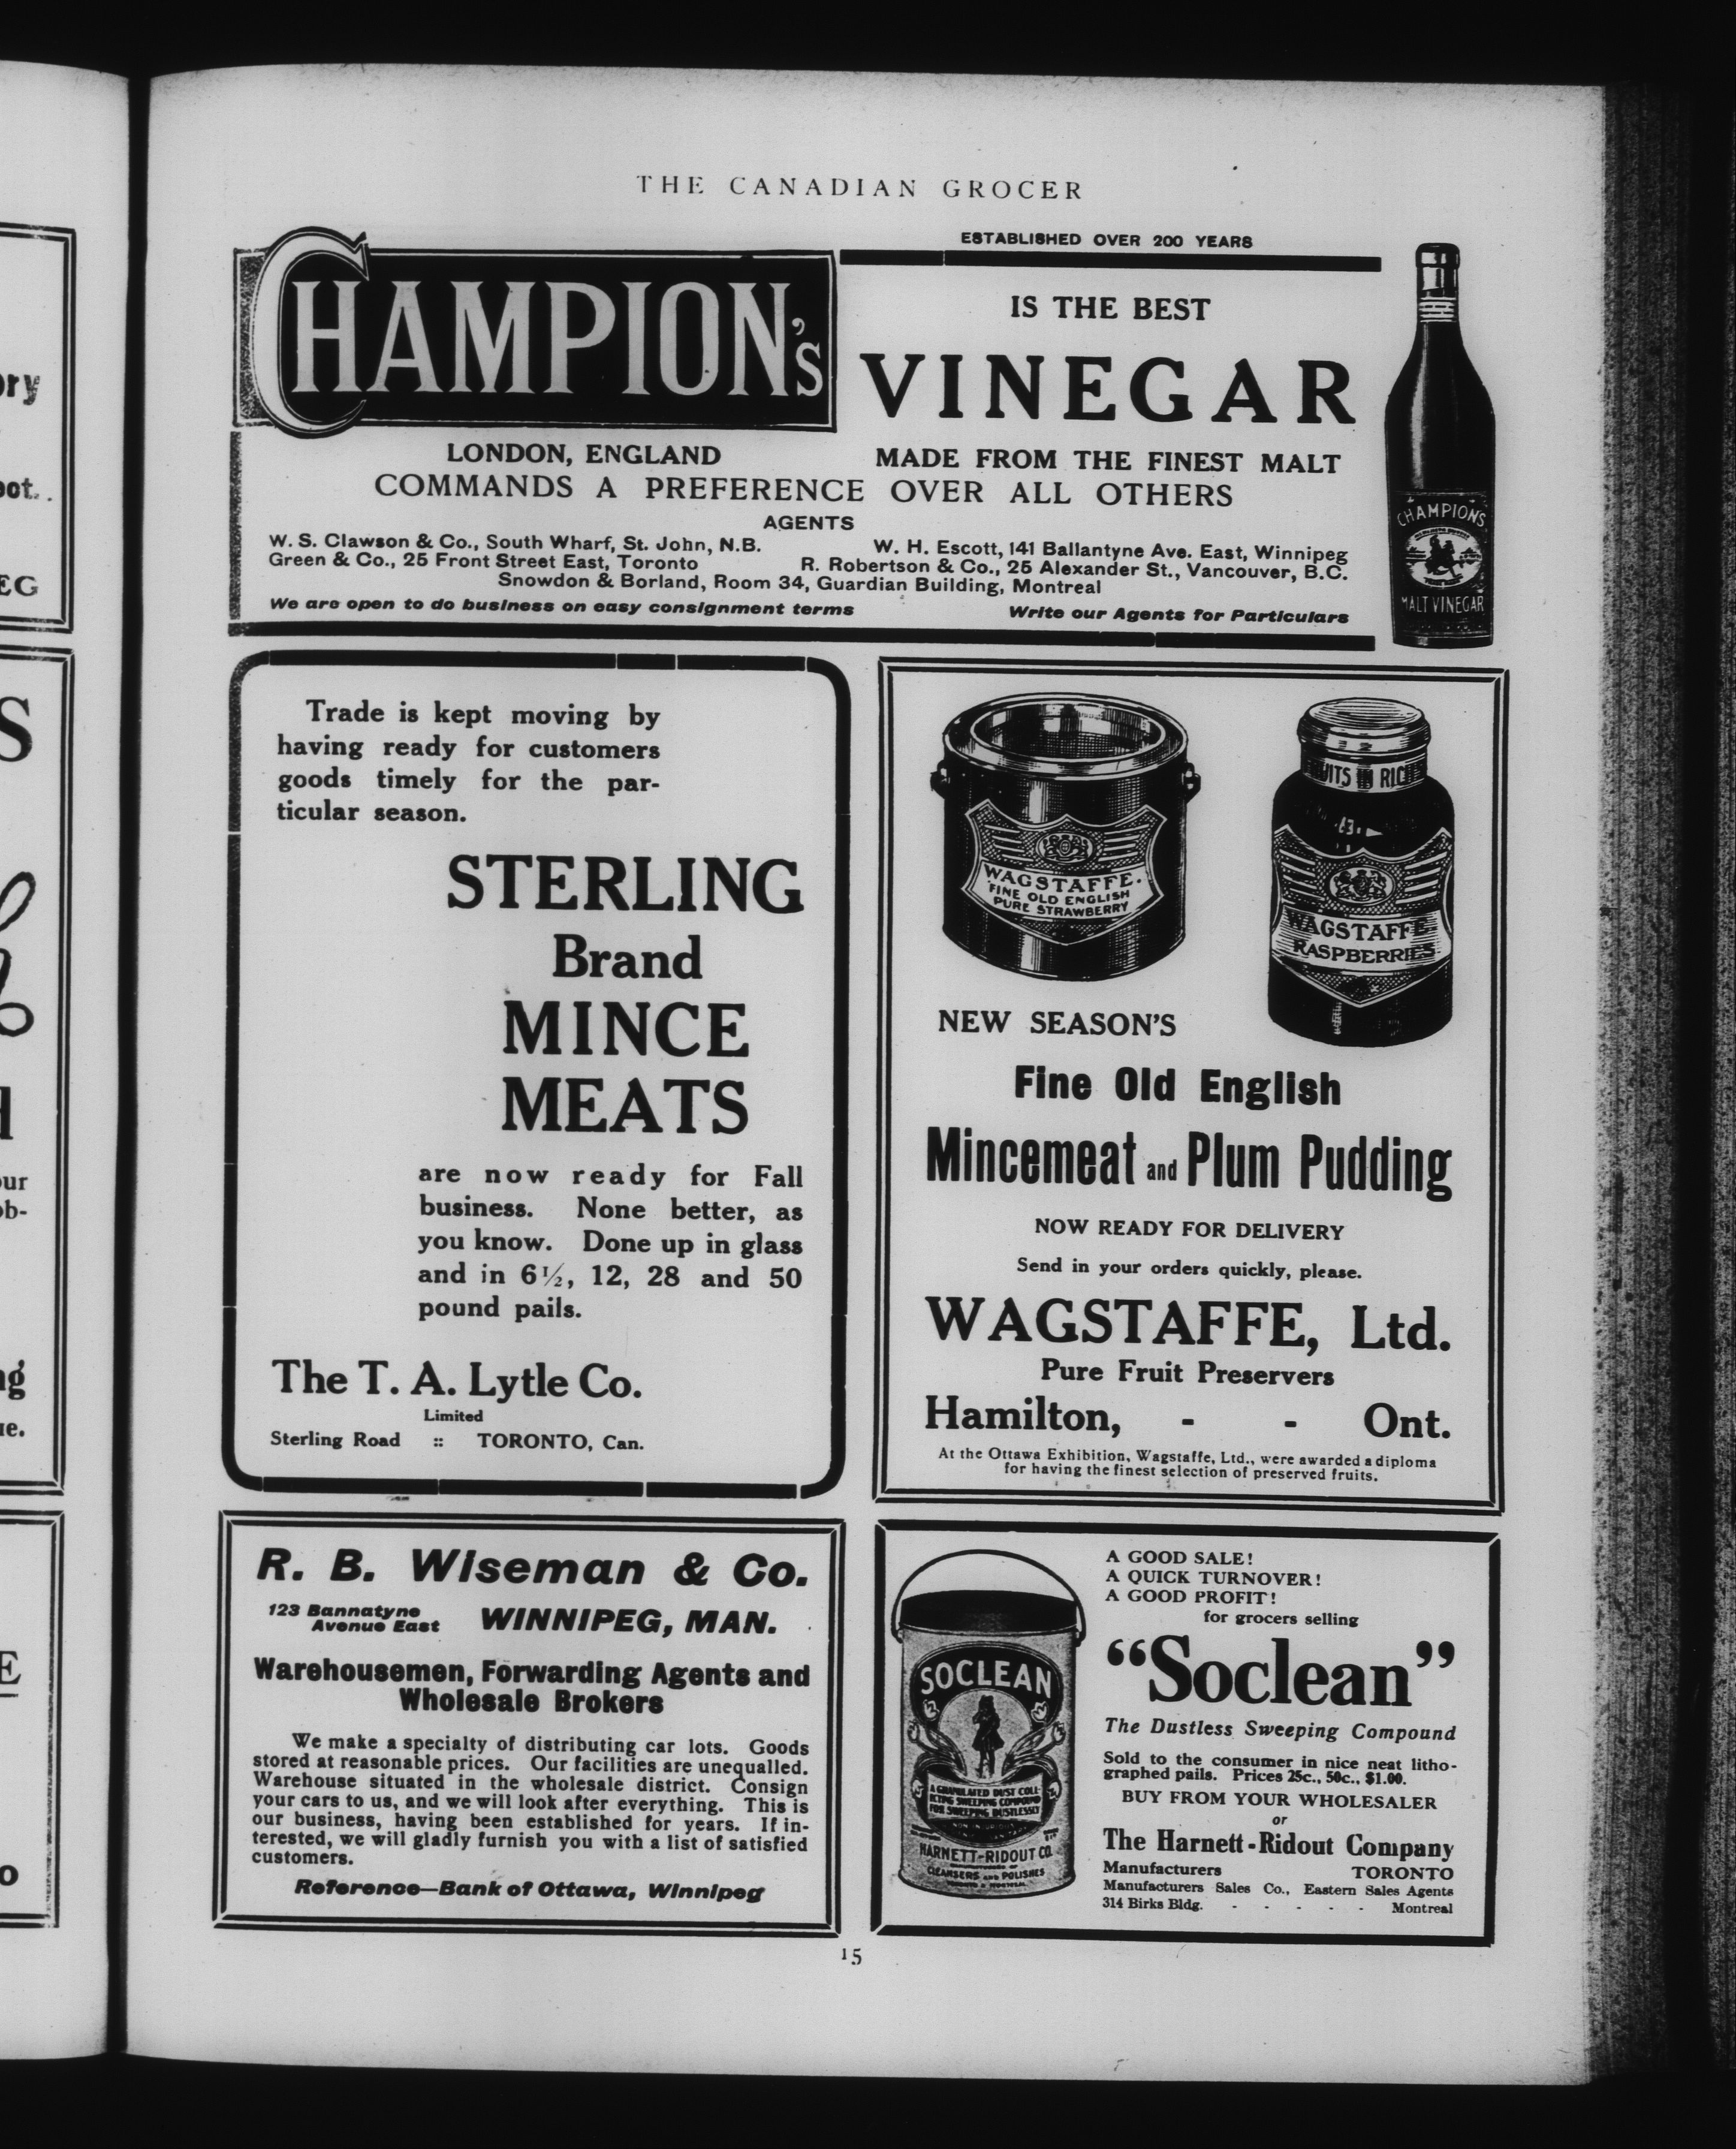 THE CANADIAN GROCER
ESTABLISHED OVER 200 YEARS
CHAMPION'S
IS THE BEST
VINEGAR
LONDON, ENGLAND
MADE FROM THE FINEST MALT
COMMANDS A PREFERENCE OVER ALL OTHERS
AGENTS
W. S. Clawson & Co., South Wharf, St. John, N.B.
W. H. Escott, 141 Ballantyne Ave. East, Winnipeg
Green & Co., 25 Front Street East, Toronto
R. Robertson & Co., 25 Alexander St., Vancouver, B.C.
Snowdon & Borland, Room 34, Guardian Building, Montreal
We are open to do business on easy consignment terms
Write our Agents for Particulars
CHAMPION'S
MALT VINEGAR
Trade is kept moving by
having ready for customers
goods timely for the par-
ticular season.
STERLING
Brand
MINCE
MEATS
are now ready for Fall
business. None better, as
you know. Done up in glass
and in 6½, 12, 28 and 50
pound pails.
The T. A. Lytle Co.
Limited
Sterling Road :: TORONTO, Can.
WAGSTAFFE
FINE OLD ENGLISH
PURE STRAWBERRY
FRUITS IN RICH
WAGSTAFFE
RASPBERRIES
NEW SEASON'S
Fine Old English
Mincemeat and Plum Pudding
NOW READY FOR DELIVERY
Send in your orders quickly, please.
WAGSTAFFE, Ltd.
Pure Fruit Preservers
Hamilton, - - Ont.
At the Ottawa Exhibition, Wagstaffe, Ltd., were awarded a diploma
for having the finest selection of preserved fruits.
R. B. Wiseman & Co.
123 Bannatyne
Avenue East
WINNIPEG, MAN.
Warehousemen, Forwarding Agents and
Wholesale Brokers
We make a specialty of distributing car lots. Goods
stored at reasonable prices. Our facilities are unequalled.
Warehouse situated in the wholesale district. Consign
your cars to us, and we will look after everything. This is
our business, having been established for years. If in-
terested, we will gladly furnish you with a list of satisfied
customers.
Reference—Bank of Ottawa, Winnipeg
SOCLEAN
A GRANULATED DUST COLL-
ECTING SWEEPING COMPOUND
FOR SWEEPING DUSTLESSLY
HARNETT-RIDOUT CO.
CLEANSERS AND POLISHES
A GOOD SALE!
A QUICK TURNOVER!
A GOOD PROFIT!
for grocers selling
"Soclean"
The Dustless Sweeping Compound
Sold to the consumer in nice neat litho-
graphed pails. Prices 25c., 50c., $1.00.
BUY FROM YOUR WHOLESALER
or
The Harnett-Ridout Company
Manufacturers TORONTO
Manufacturers Sales Co., Eastern Sales Agents
314 Birks Bldg. - - - - - Montreal
15